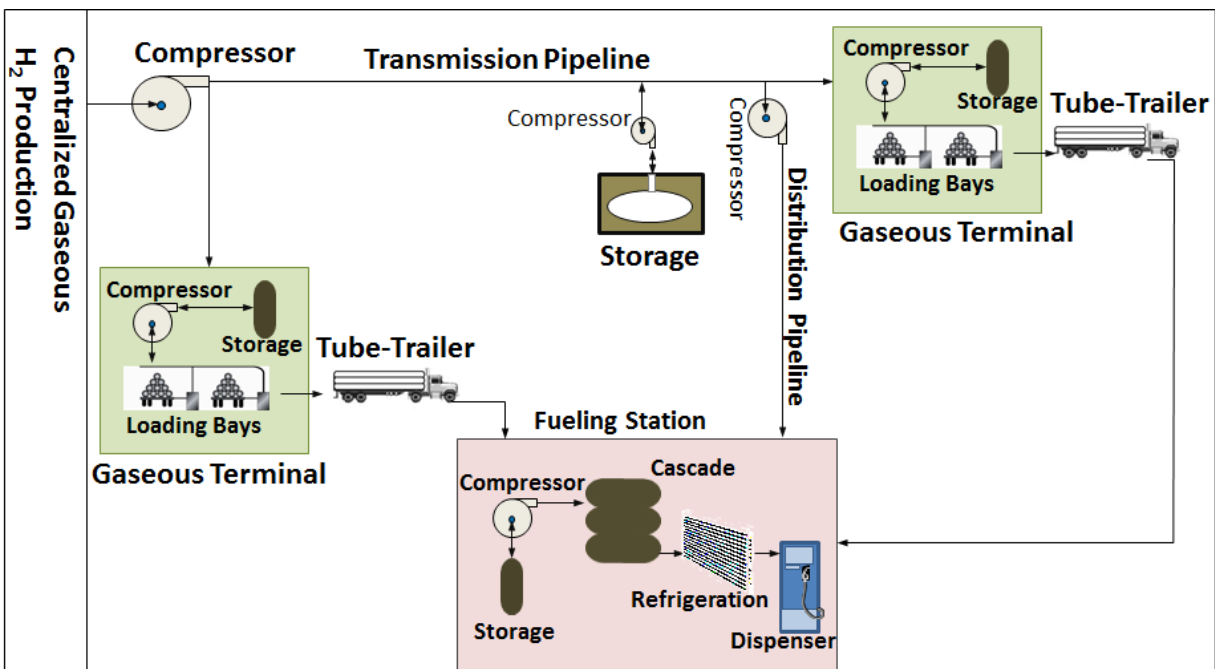 Centralized Gaseous
H₂ Production
Compressor
Transmission Pipeline
Compressor
Compressor
Storage
Distribution Pipeline
Compressor
Storage
Loading Bays
Gaseous Terminal
Tube-Trailer
Compressor
Storage
Loading Bays
Gaseous Terminal
Tube-Trailer
Fueling Station
Compressor
Cascade
Storage
Refrigeration
Dispenser